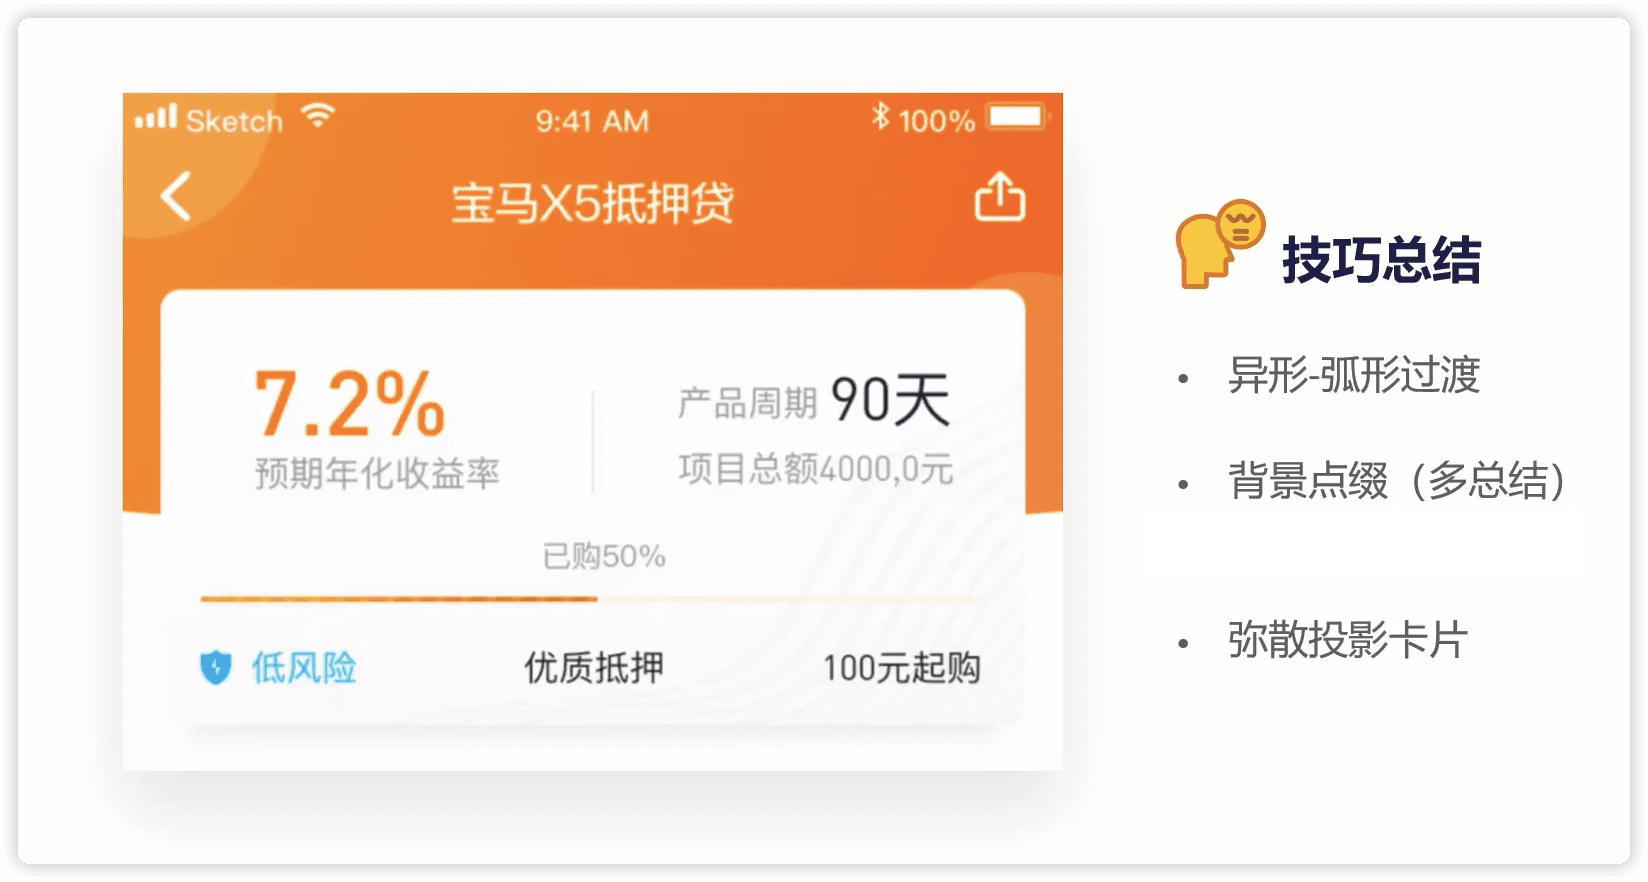 Sketch 9:41 AM 100%
宝马X5抵押贷
7.2%
预期年化收益率
产品周期 90天
项目总额4000,0元
已购50%
低风险 优质抵押 100元起购
技巧总结
• 异形-弧形过渡
• 背景点缀（多总结）
• 弥散投影卡片